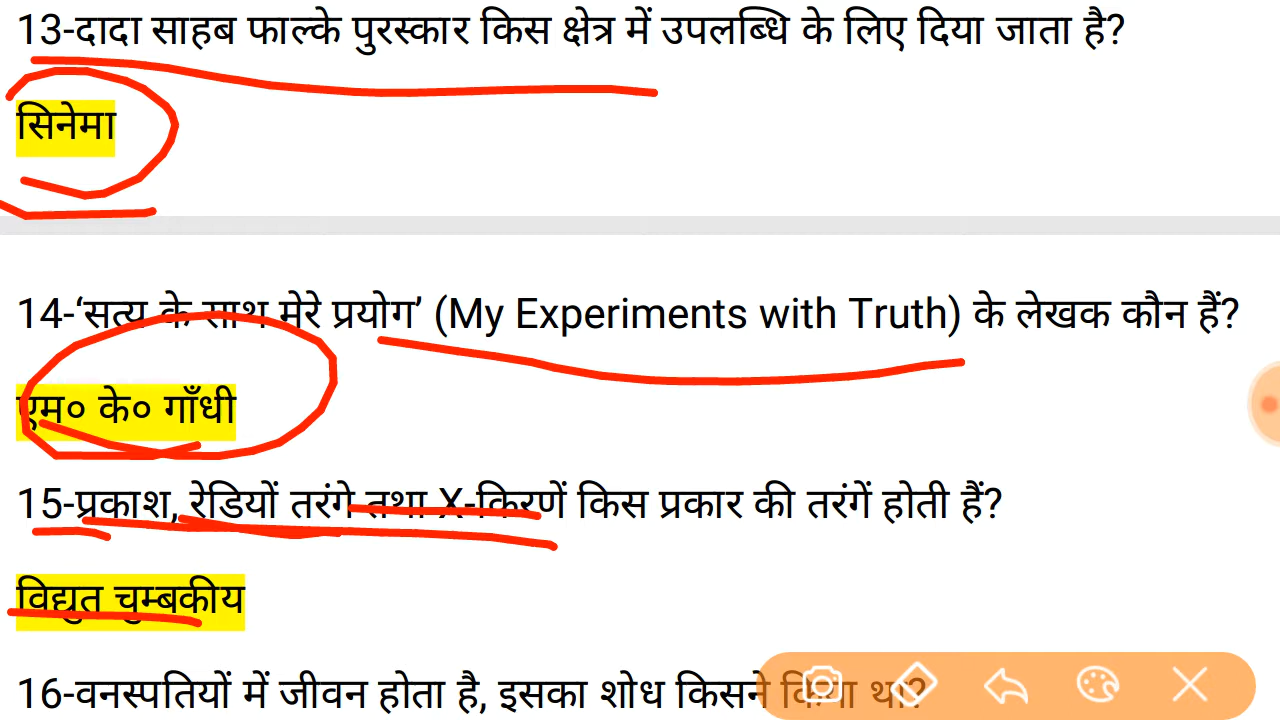 13-दादा साहब फाल्के पुरस्कार किस क्षेत्र में उपलब्धि के लिए दिया जाता है?
सिनेमा
14-‘सत्य के साथ मेरे प्रयोग’ (My Experiments with Truth) के लेखक कौन हैं?
एम० के० गाँधी
15-प्रकाश, रेडियों तरंगे तथा X-किरणें किस प्रकार की तरंगें होती हैं?
विद्युत चुम्बकीय
16-वनस्पतियों में जीवन होता है, इसका शोध किसने किया था?